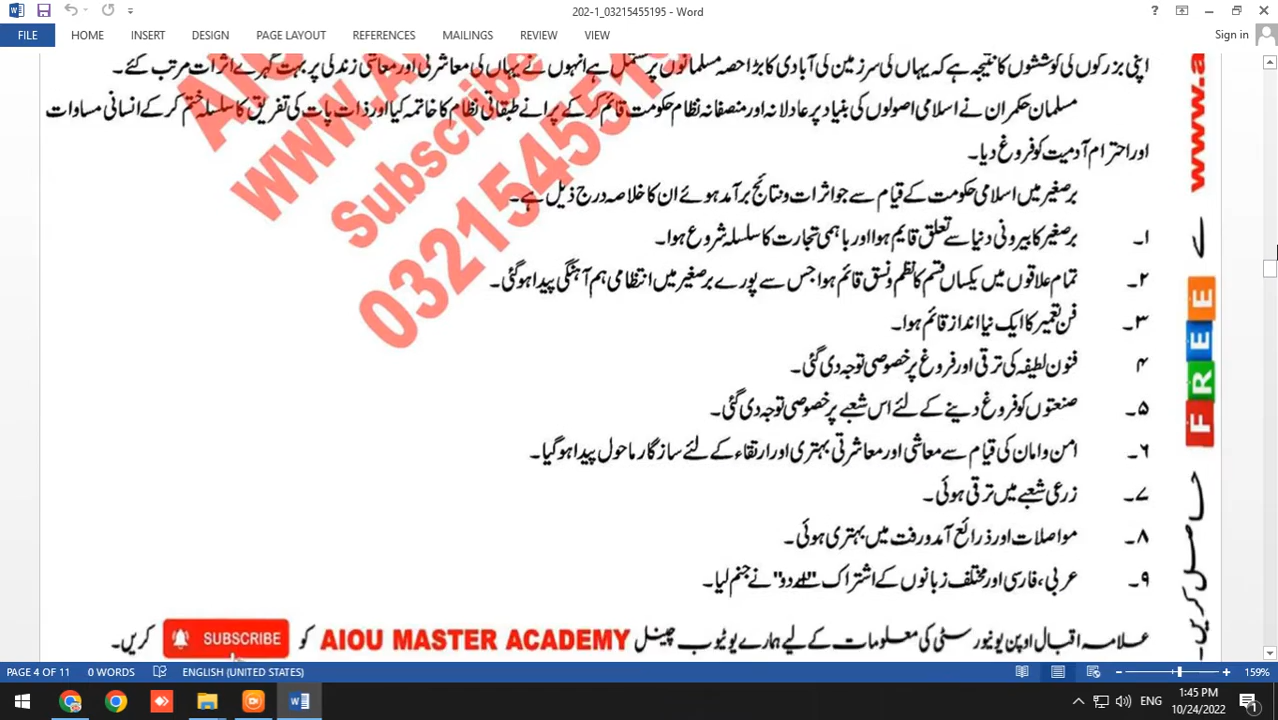 202-1_03215455195 - Word
FILE HOME INSERT DESIGN PAGE LAYOUT REFERENCES MAILINGS REVIEW VIEW Sign in
اپنی بزرگوں کی کوششوں کا نتیجہ ہے کہ یہاں کی سرزمین کی آبادی کا بڑا حصہ مسلمانوں پر مشتمل ہے انہوں نے یہاں کی معاشرتی اور معاشی زندگی پر بہت گہرے اثرات مرتب کئے۔
مسلمان حکمران نے اسلامی اصولوں کی بنیاد پر عادلانہ اور منصفانہ نظام حکومت قائم کر کے پرانے طبقاتی نظام کا خاتمہ کیا اور ذات پات کی تفریق کا سلسلہ ختم کر کے انسانی مساوات
اور احترام آدمیت کو فروغ دیا۔
برصغیر میں اسلامی حکومت کے قیام سے جو اثرات و نتائج برآمد ہوئے ان کا خلاصہ درج ذیل ہے۔
۱۔ برصغیر کا بیرونی دنیا سے تعلق قایم ہوا اور باہمی تجارت کا سلسلہ شروع ہوا۔
۲۔ تمام علاقوں میں یکساں قسم کا نظم و نسق قائم ہوا جس سے پورے برصغیر میں انتظامی ہم آہنگی پیدا ہو گئی۔
۳۔ فن تعمیر کا ایک نیا انداز قائم ہوا۔
۴ فنون لطیفہ کی ترقی اور فروغ پر خصوصی توجہ دی گئی۔
۵۔ صنعتوں کو فروغ دینے کے لئے اس شعبے پر خصوصی توجہ دی گئی۔
۶۔ امن و امان کی قیام سے معاشی اور معاشرتی بہتری اور ارتقاء کے لئے سازگار ماحول پیدا ہو گیا۔
۷۔ زرعی شعبے میں ترقی ہوئی۔
۸۔ مواصلات اور ذرائع آمدورفت میں بہتری ہوئی۔
۹۔ عربی، فارسی اور مختلف زبانوں کے اشتراک سے "اردو" نے جنم لیا۔
علامہ اقبال اوپن یونیورسٹی کی معلومات کے لیے ہمارے یوٹیوب چینل AIOU MASTER ACADEMY کو SUBSCRIBE کریں۔
Subscribe
0321545519
www.a
سے
FREE
حاصل کریں۔
PAGE 4 OF 11 0 WORDS ENGLISH (UNITED STATES) 159%
ENG 1:45 PM
10/24/2022